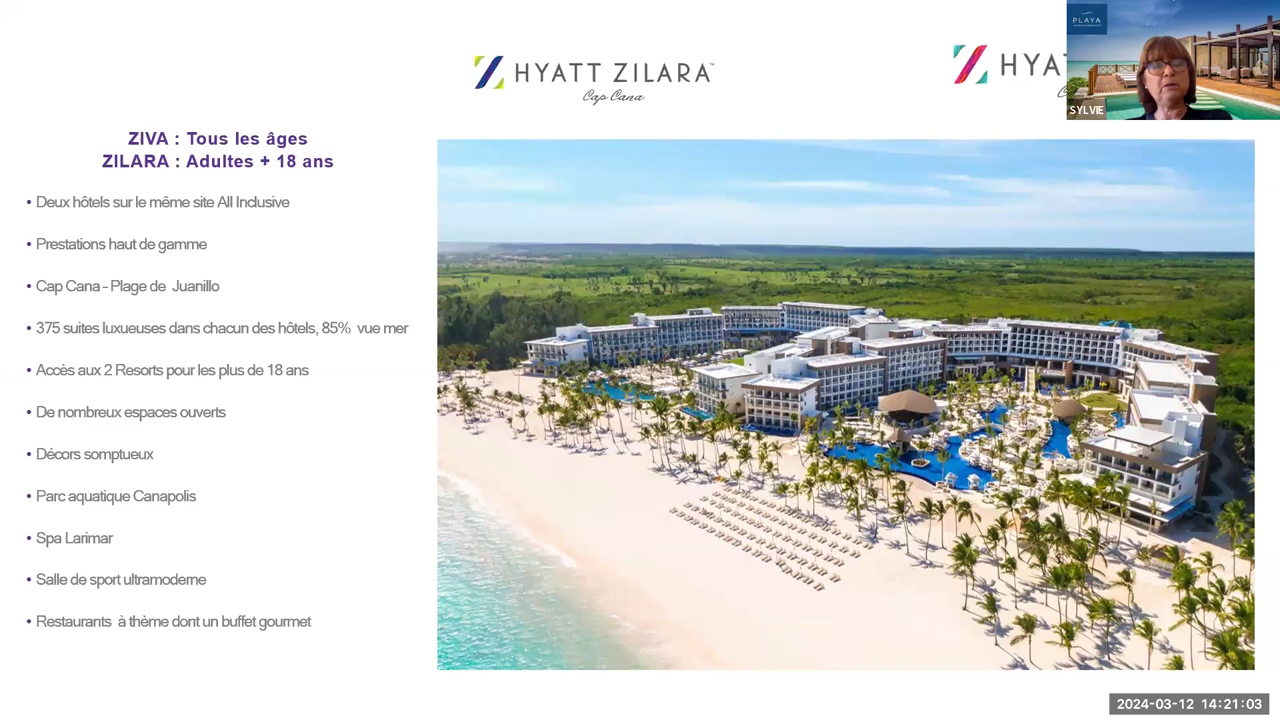 HYATT ZILARA™
Cap Cana
HYAT
PLAYA
SYLVIE
ZIVA : Tous les âges
ZILARA : Adultes + 18 ans
• Deux hôtels sur le même site All Inclusive
• Prestations haut de gamme
• Cap Cana – Plage de Juanillo
• 375 suites luxueuses dans chacun des hôtels, 85% vue mer
• Accès aux 2 Resorts pour les plus de 18 ans
• De nombreux espaces ouverts
• Décors somptueux
• Parc aquatique Canapolis
• Spa Larimar
• Salle de sport ultramoderne
• Restaurants à thème dont un buffet gourmet
2024-03-12 14:21:03